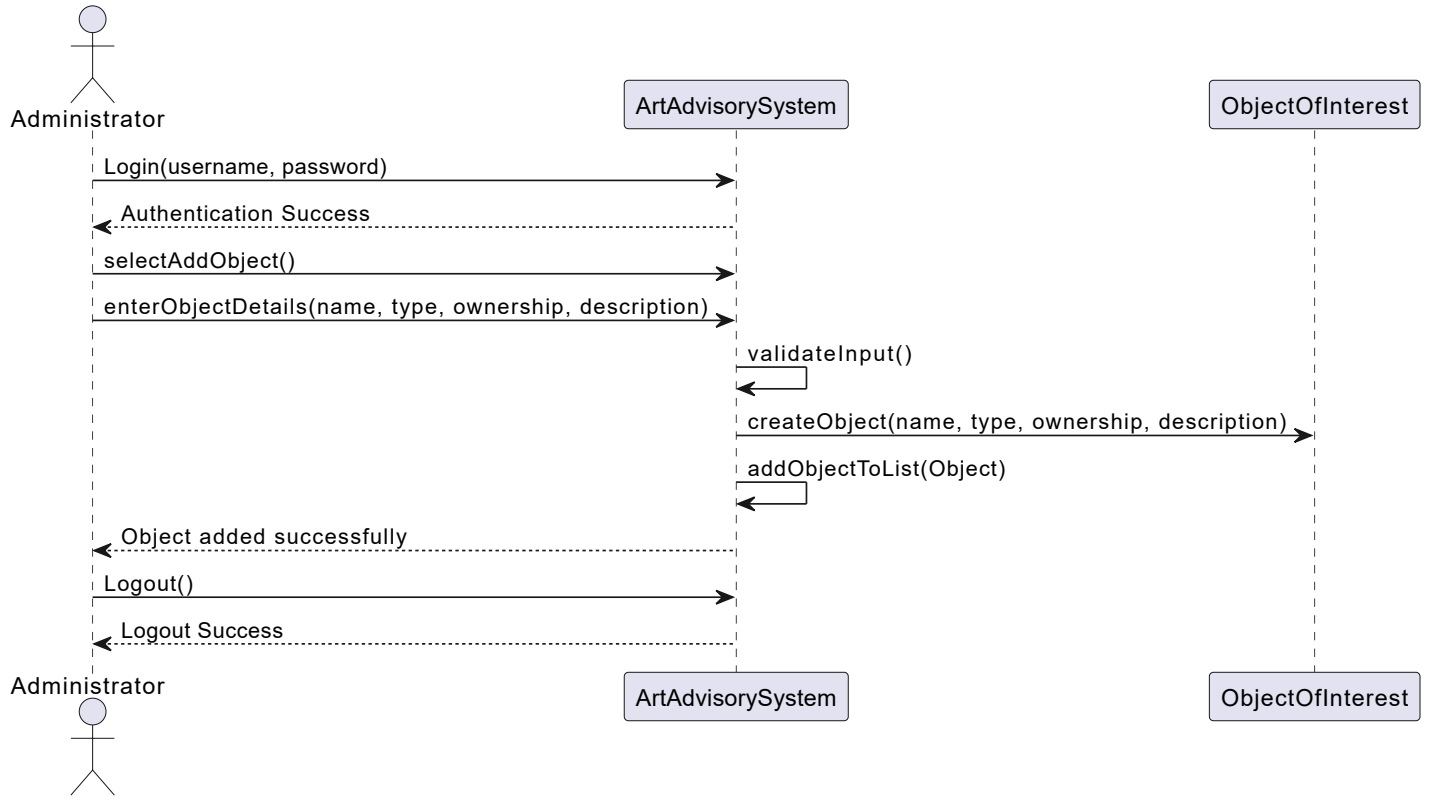 Administrator
ArtAdvisorySystem
ObjectOfInterest
Login(username, password)
Authentication Success
selectAddObject()
enterObjectDetails(name, type, ownership, description)
validateInput()
createObject(name, type, ownership, description)
addObjectToList(Object)
Object added successfully
Logout()
Logout Success
Administrator
ArtAdvisorySystem
ObjectOfInterest